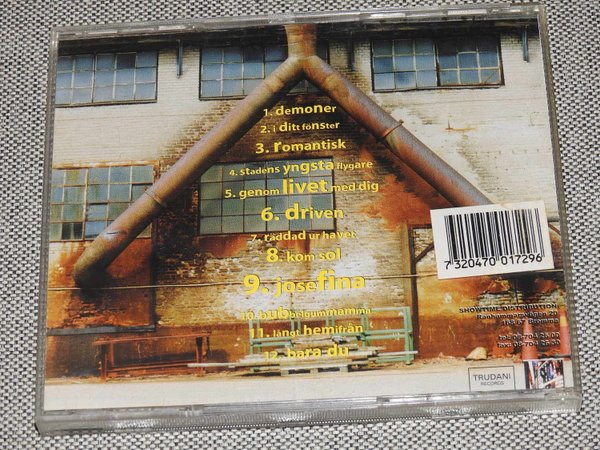 1. demoner
2. i ditt fönster
3. romantisk
4. stadens yngsta flygare
5. genom livet med dig
6. driven
7. räddad ur havet
8. kom sol
9. josefina
10. bubbelgummamma
11. långt hemifrån
12. bara du
7 320470 017296
SHOWTIME DISTRIBUTION
TRUDANI
RECORDS